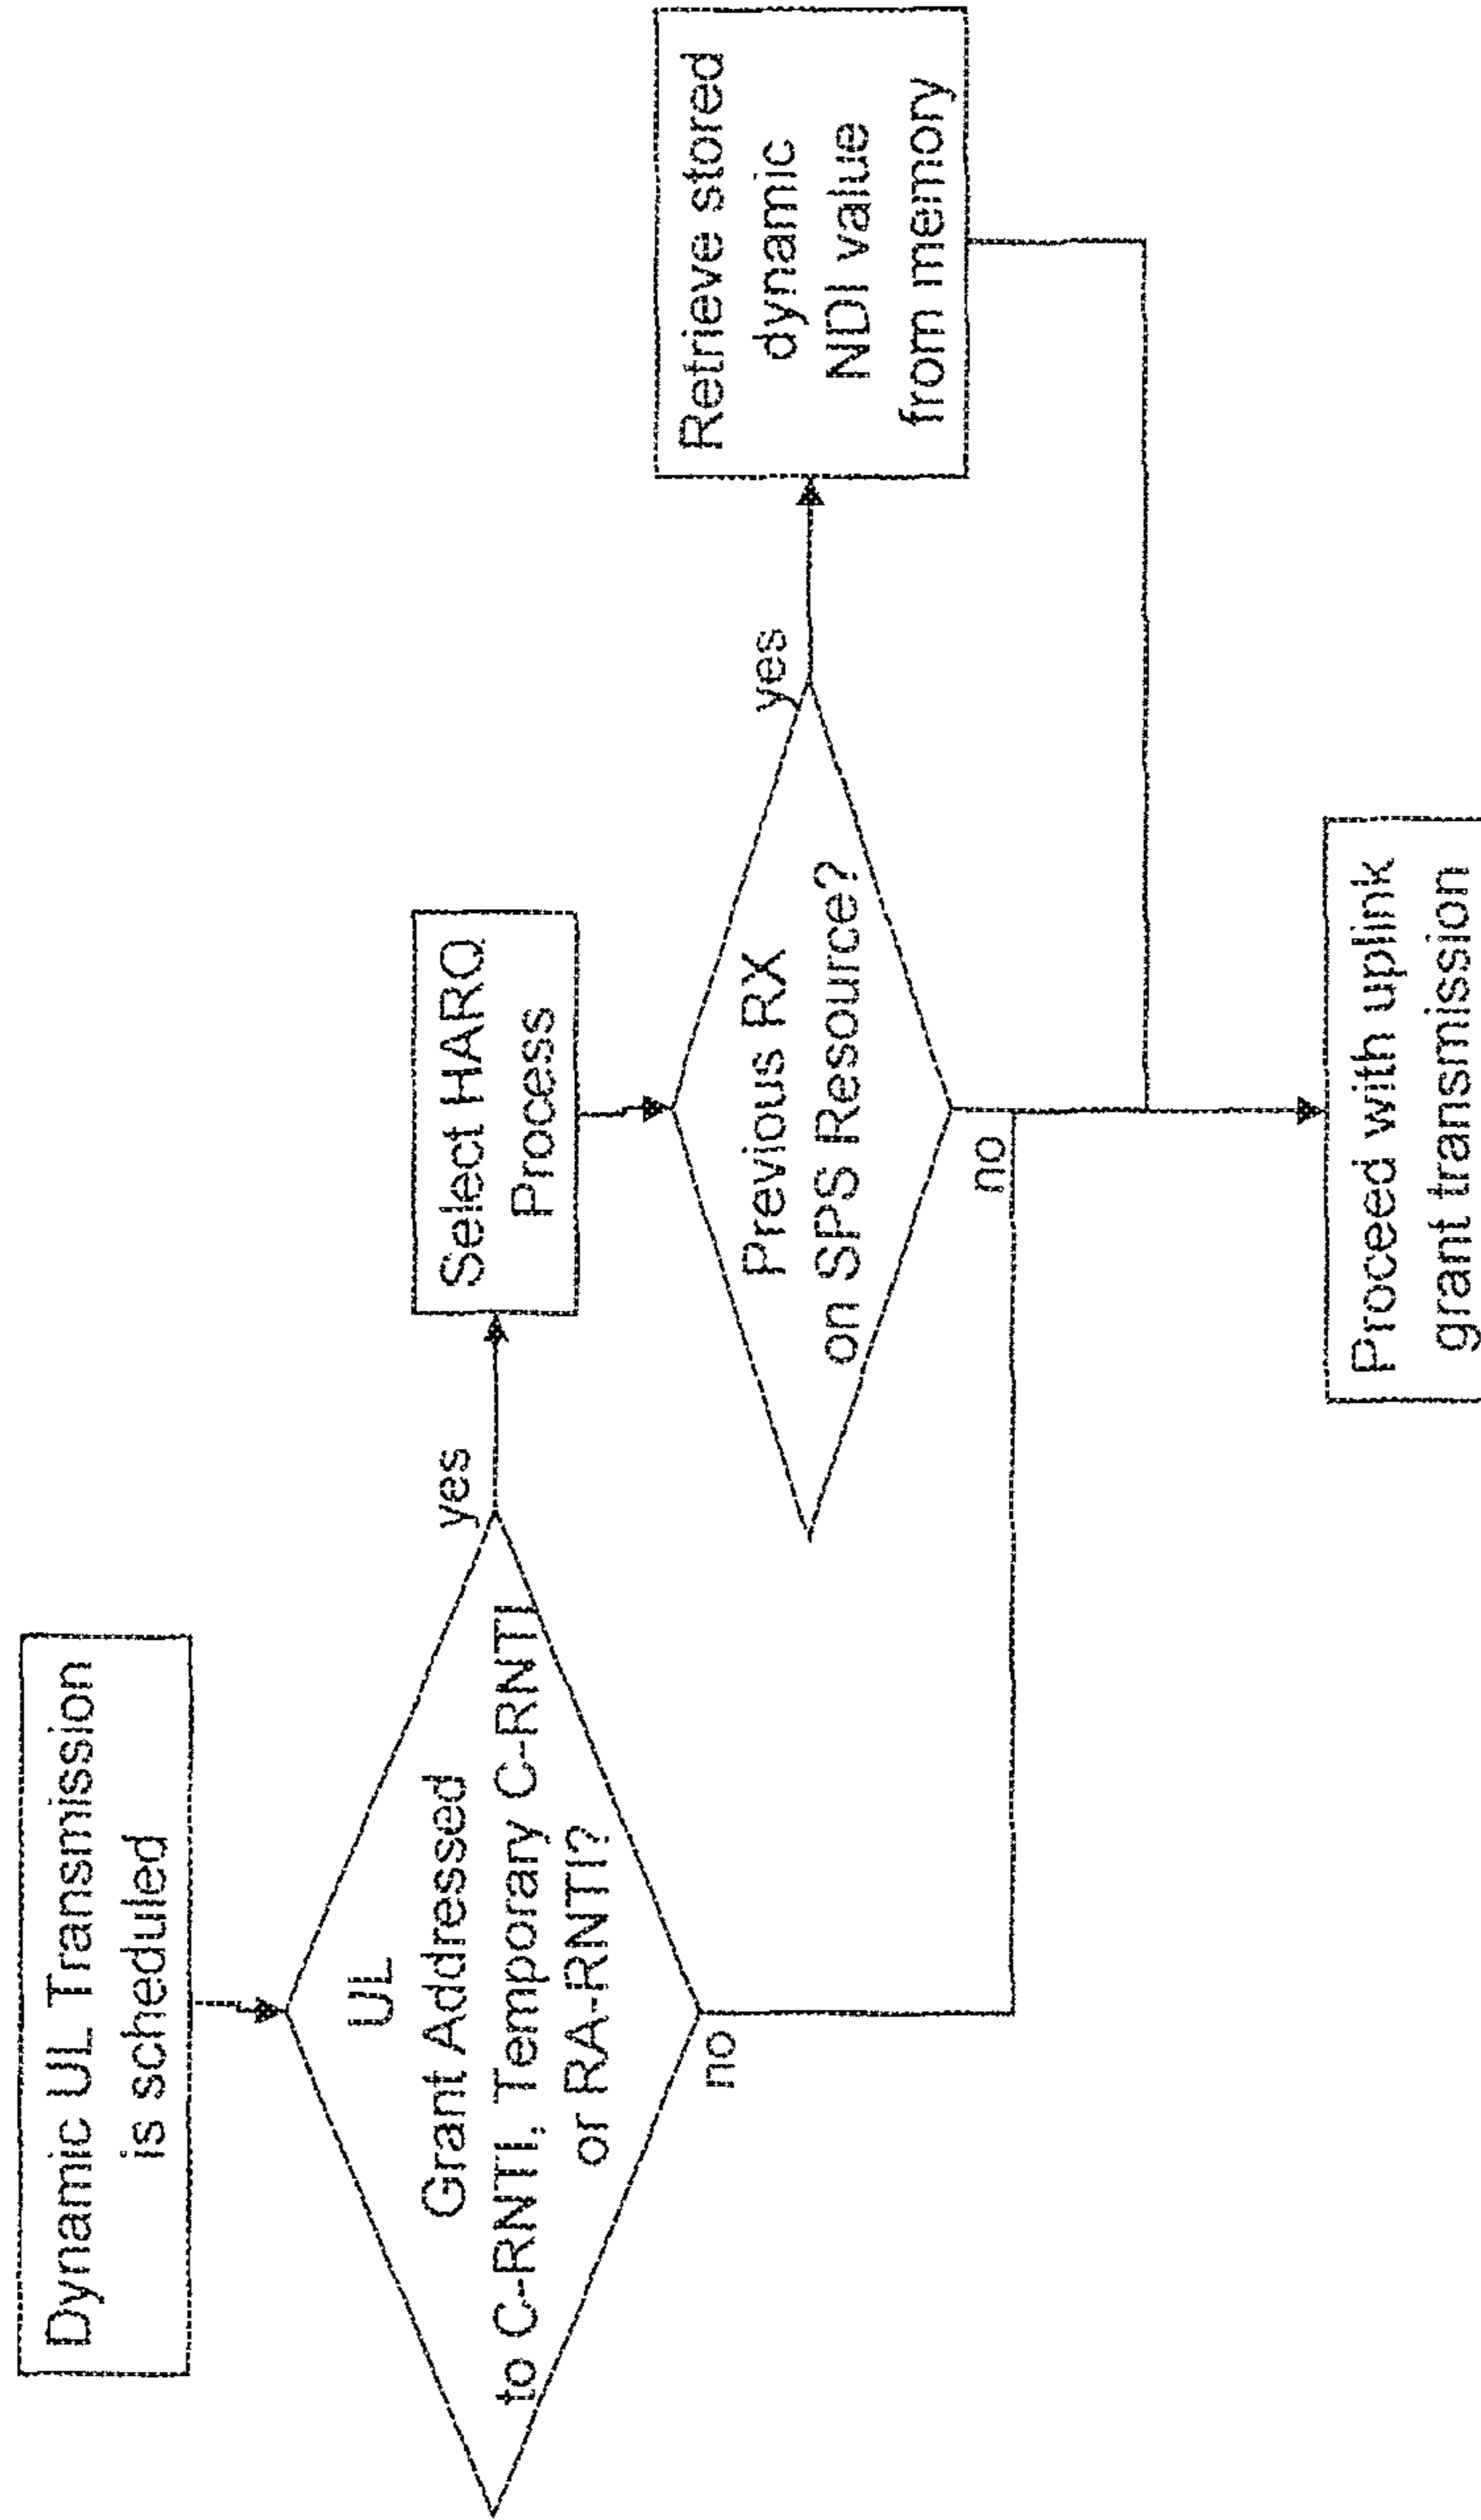 Dynamic UL Transmission
is scheduled
UL
Grant Addressed
to C-RNTI, Temporary C-RNTI
or RA-RNTI?
yes
no
Select HARQ
Process
Previous RX
on SPS Resource?
yes
no
Retrieve stored
dynamic
NDI value
from memory
Proceed with uplink
grant transmission